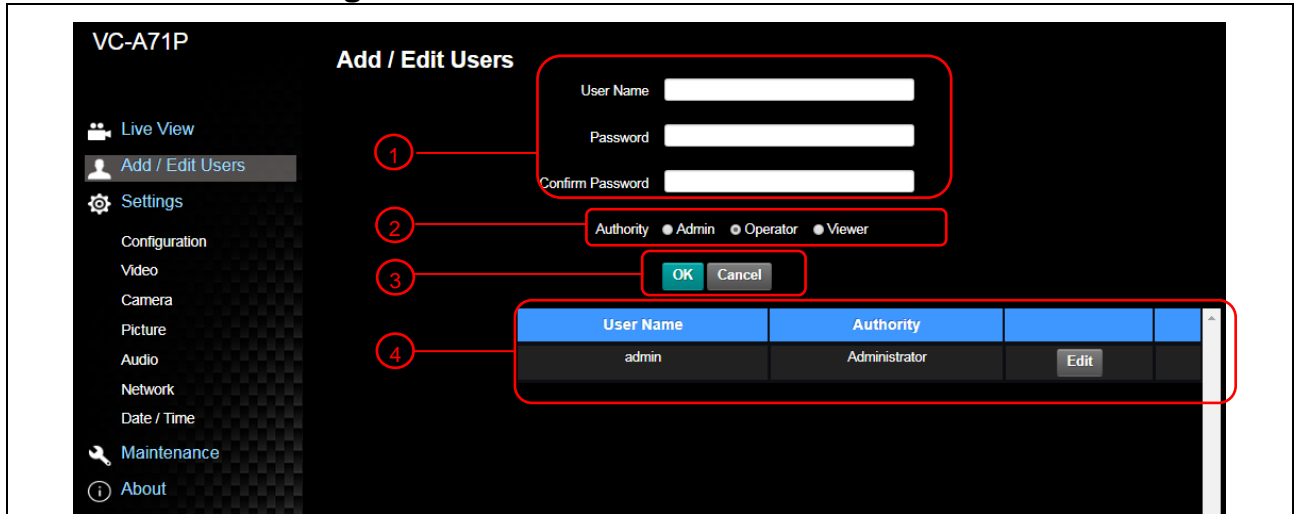 VC-A71P
Add / Edit Users
User Name
Password
Confirm Password
Authority Admin Operator Viewer
OK Cancel
User Name Authority
admin Administrator Edit
Live View
Add / Edit Users
Settings
Configuration
Video
Camera
Picture
Audio
Network
Date / Time
Maintenance
About
1
2
3
4